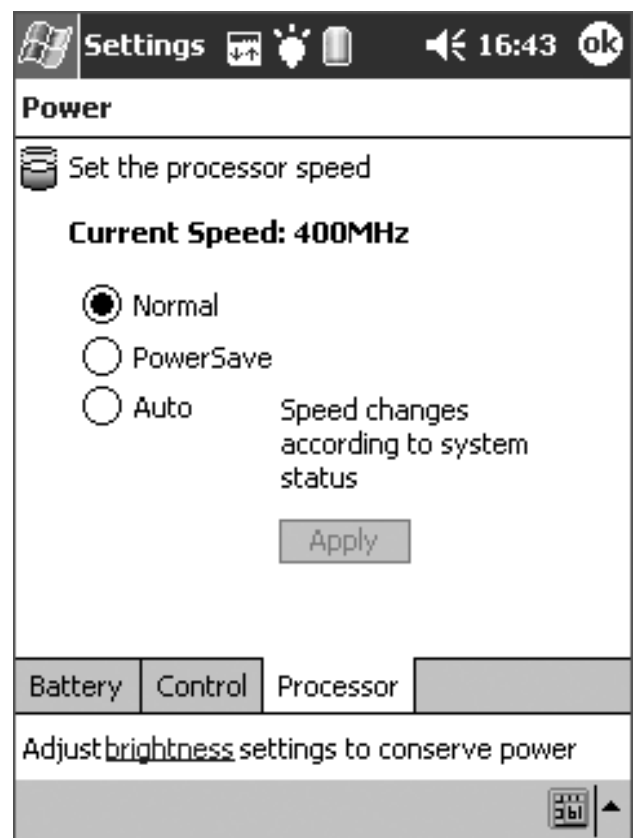 Settings 16:43 ok
Power
Set the processor speed
Current Speed: 400MHz
Normal
PowerSave
Auto
Speed changes
according to system
status
Apply
Battery Control Processor
Adjust brightness settings to conserve power